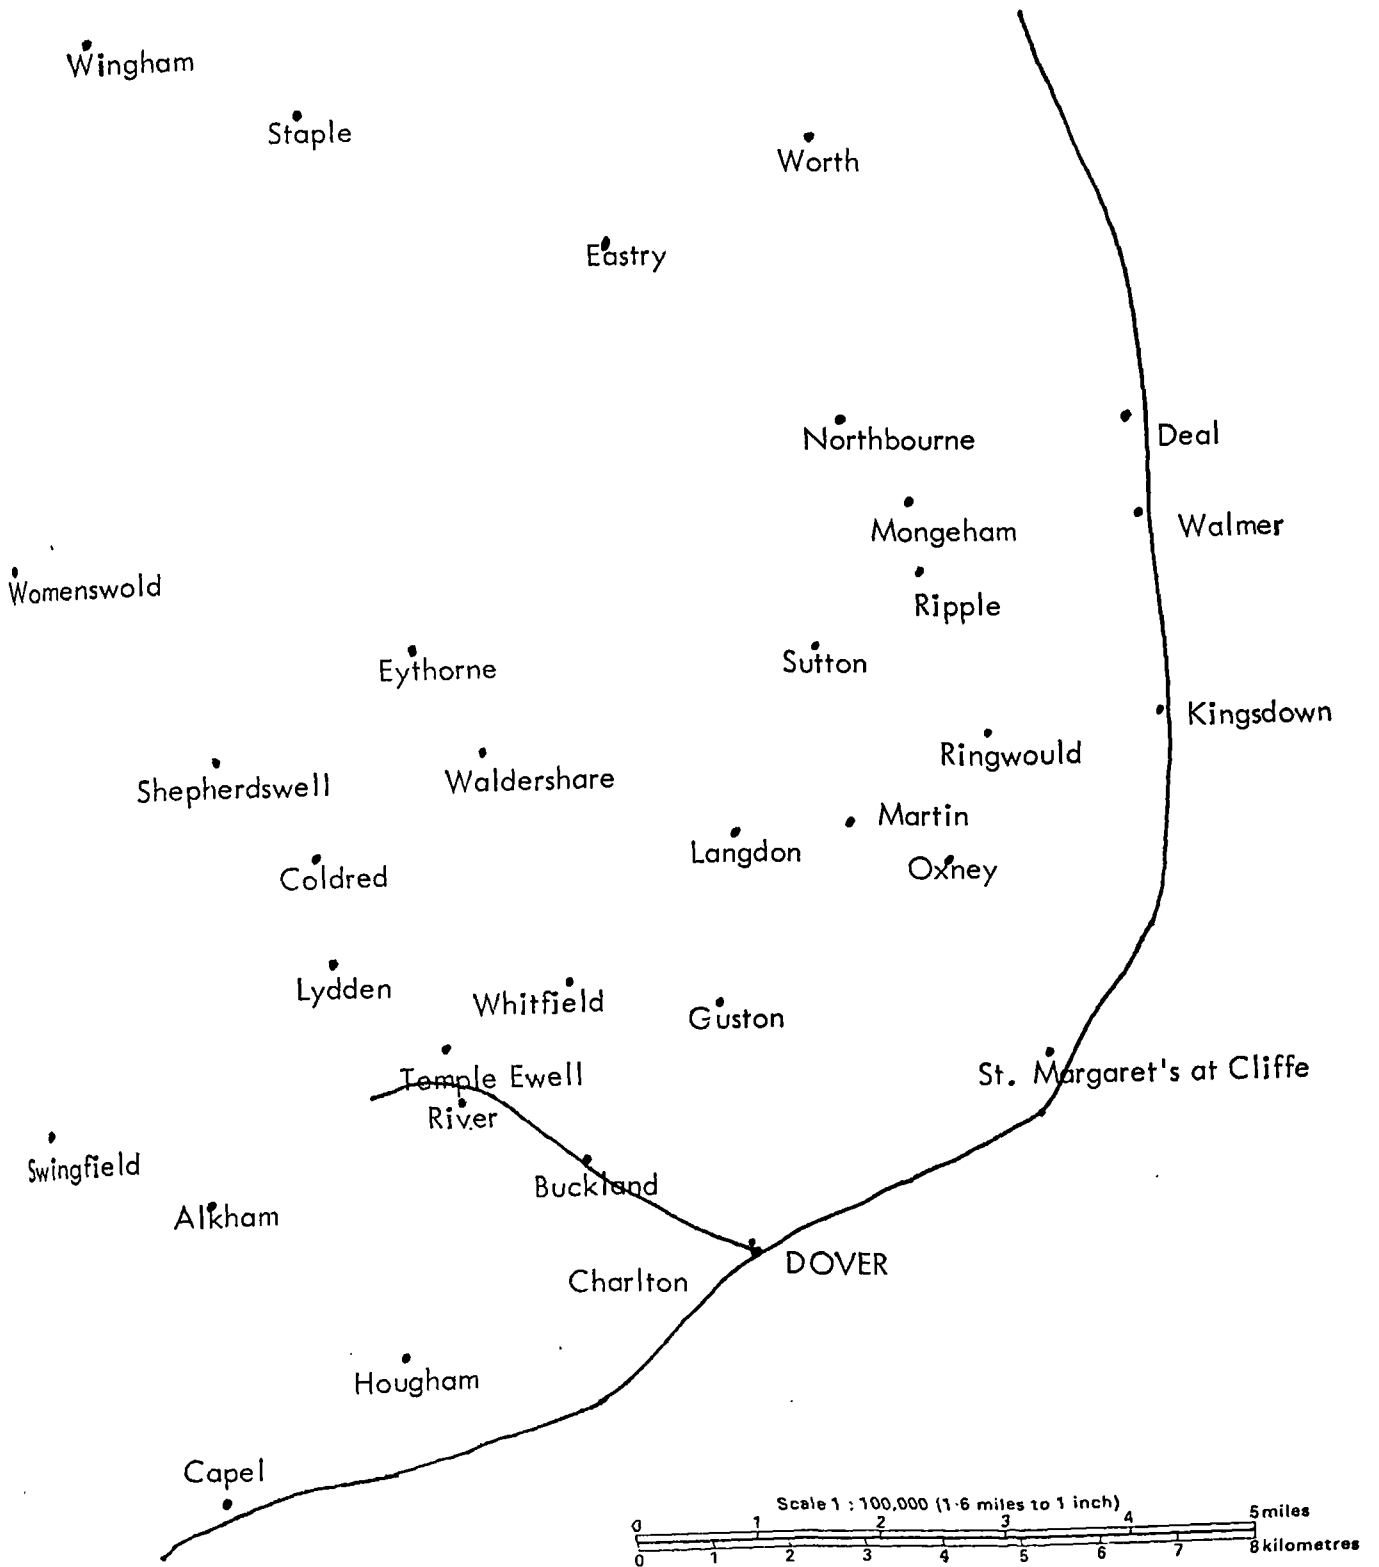 Wingham
Staple
Worth
Eastry
Northbourne
Deal
Mongeham
Walmer
Womenswold
Ripple
Eythorne
Sutton
Kingsdown
Ringwould
Shepherdswell
Waldershare
Martin
Langdon
Oxney
Coldred
Lydden
Whitfield
Guston
Temple Ewell
St. Margaret's at Cliffe
River
Swingfield
Buckland
Alkham
DOVER
Charlton
Hougham
Capel
Scale 1 : 100,000 (1·6 miles to 1 inch)
0 1 2 3 4 5 miles
0 1 2 3 4 5 6 7 8 kilometres